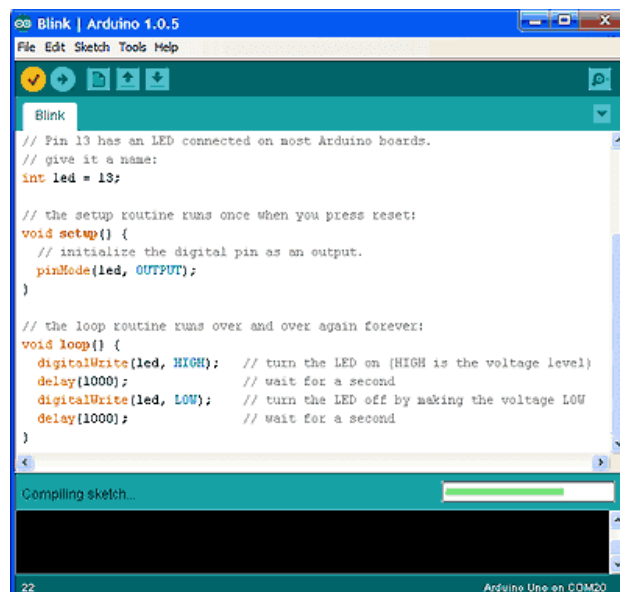 Blink | Arduino 1.0.5
File Edit Sketch Tools Help
Blink
// Pin 13 has an LED connected on most Arduino boards.
// give it a name:
int led = 13;
// the setup routine runs once when you press reset:
void setup() {
// initialize the digital pin as an output.
pinMode(led, OUTPUT);
}
// the loop routine runs over and over again forever:
void loop() {
digitalWrite(led, HIGH); // turn the LED on (HIGH is the voltage level)
delay(1000); // wait for a second
digitalWrite(led, LOW); // turn the LED off by making the voltage LOW
delay(1000); // wait for a second
}
Compiling sketch...
22 Arduino Uno on COM20